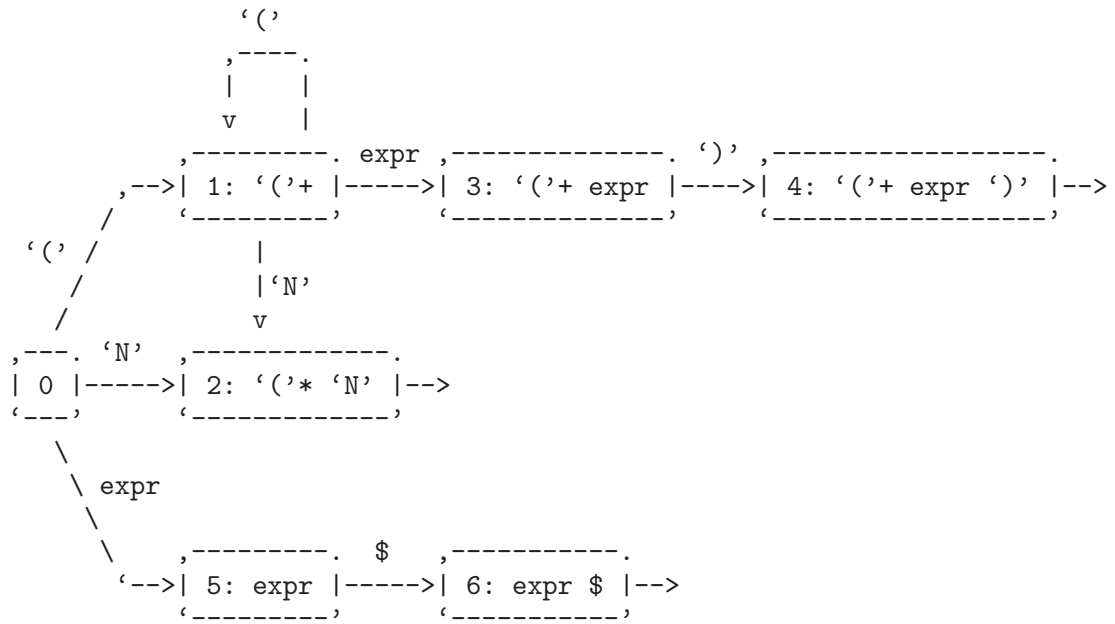 ‘(’
,----.
|    |
v    |
,---------. expr ,--------------. ‘)’ ,------------------.
,-->| 1: ‘(’+ |----->| 3: ‘(’+ expr |---->| 4: ‘(’+ expr ‘)’ |-->
/   ‘---------’      ‘--------------’     ‘------------------’
‘(’ /         |
/          |‘N’
/           v
,---. ‘N’  ,-------------.
| 0 |----->| 2: ‘(’* ‘N’ |-->
‘---’      ‘-------------’
\
\ expr
\
\    ,---------.  $   ,-----------.
‘-->| 5: expr |----->| 6: expr $ |-->
‘---------’      ‘-----------’